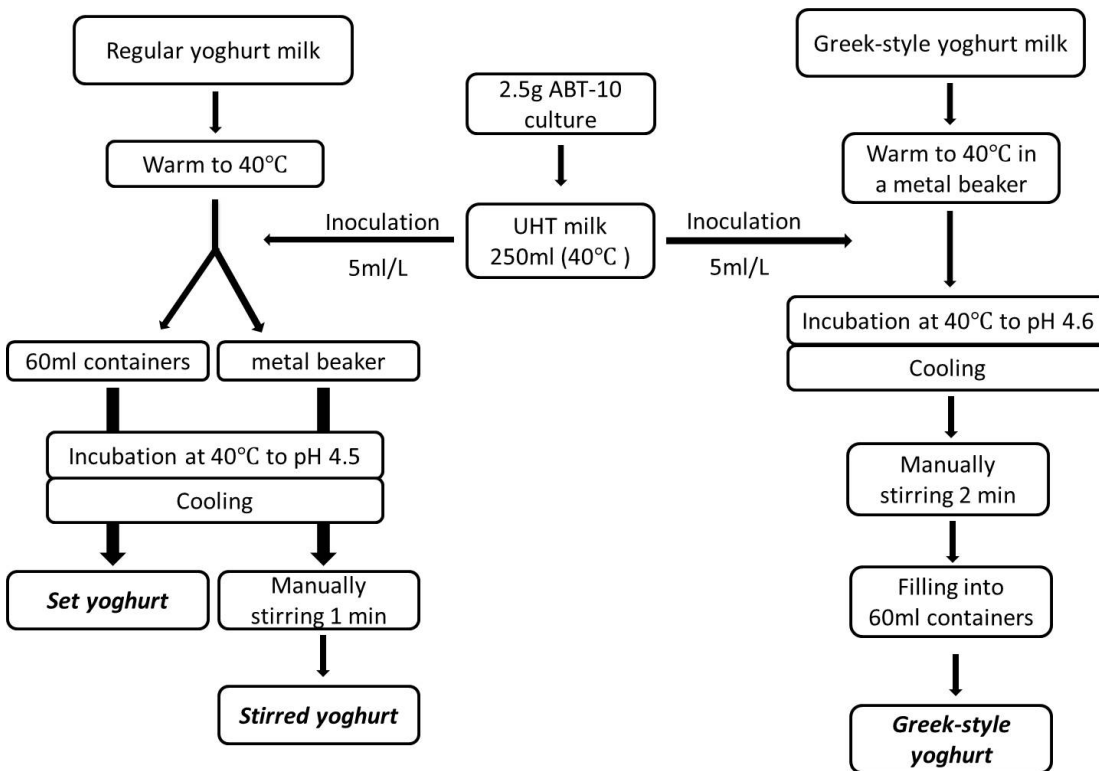 Regular yoghurt milk
Warm to 40℃
Inoculation
5ml/L
60ml containers
metal beaker
Incubation at 40℃ to pH 4.5
Cooling
Set yoghurt
Manually
stirring 1 min
Stirred yoghurt
2.5g ABT-10
culture
UHT milk
250ml (40℃ )
Inoculation
5ml/L
Greek-style yoghurt milk
Warm to 40℃ in
a metal beaker
Incubation at 40℃ to pH 4.6
Cooling
Manually
stirring 2 min
Filling into
60ml containers
Greek-style
yoghurt